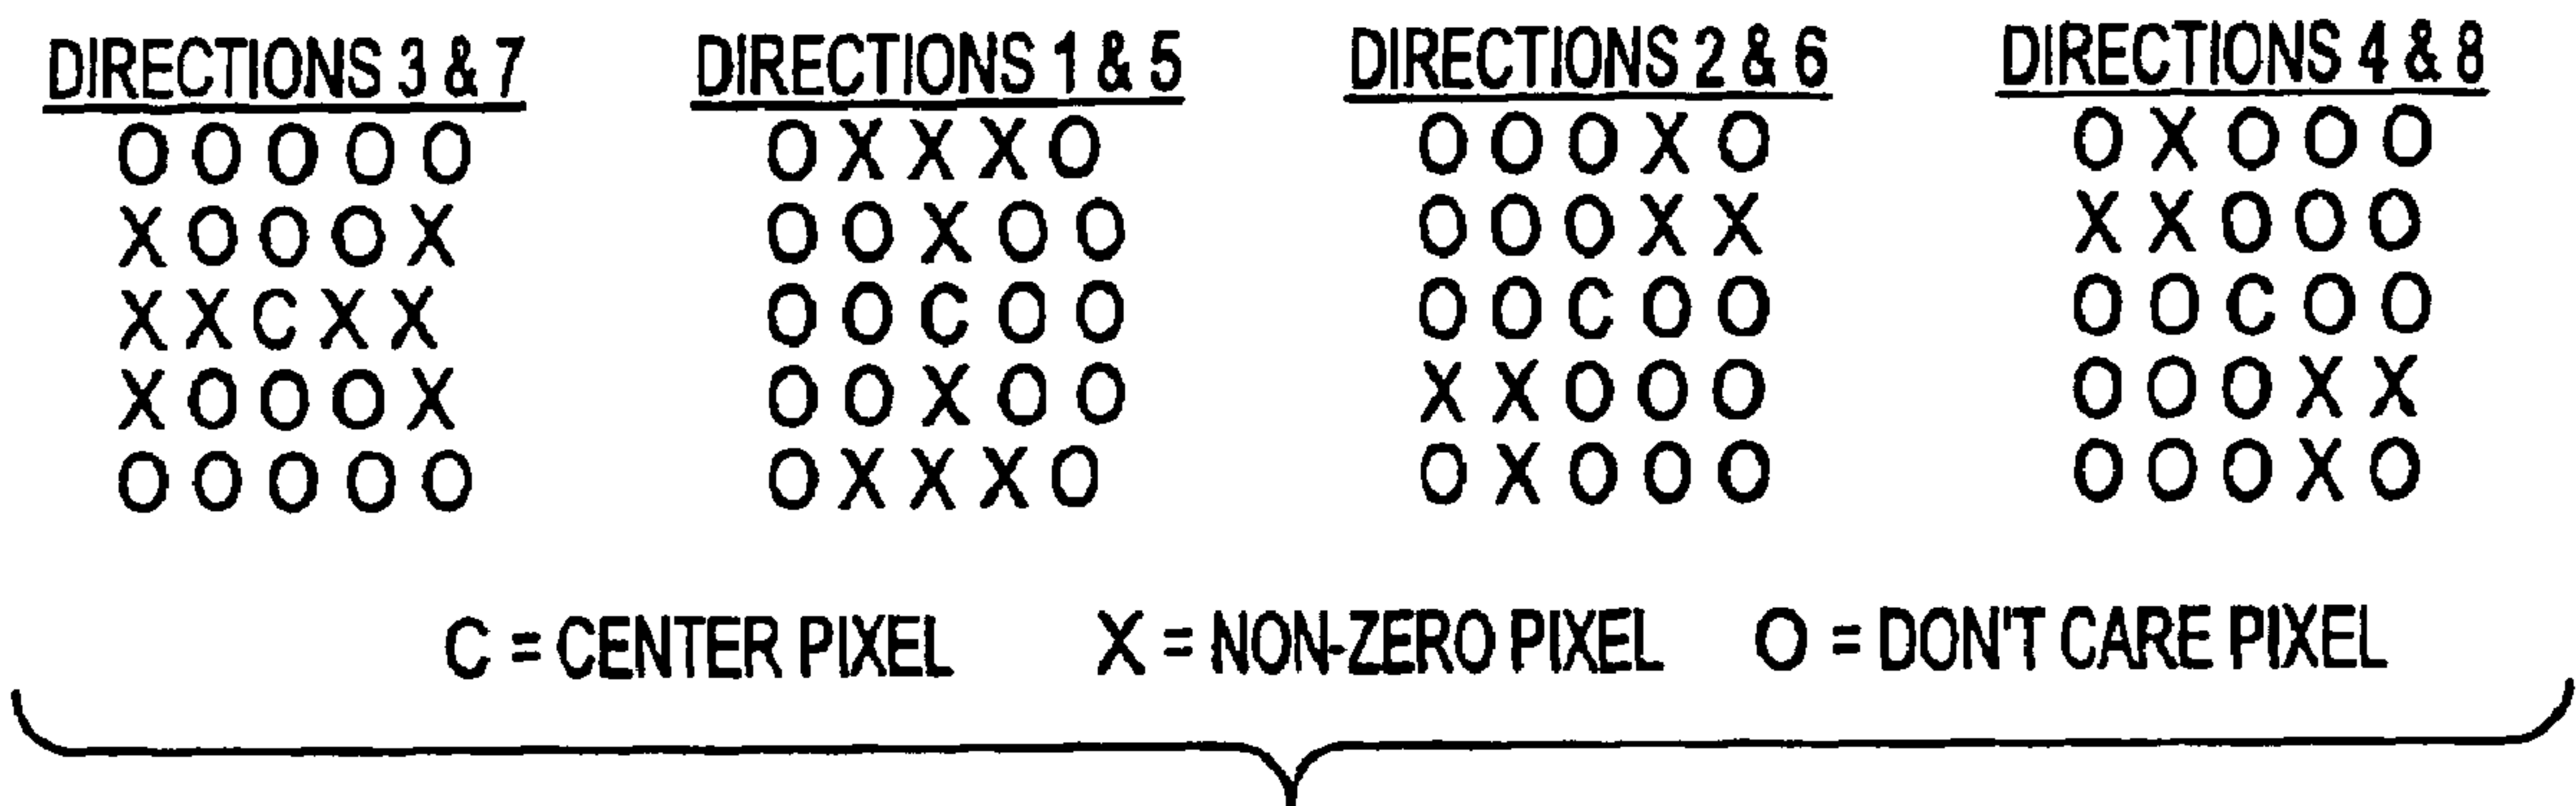 DIRECTIONS 3 & 7 DIRECTIONS 1 & 5 DIRECTIONS 2 & 6 DIRECTIONS 4 & 8
O O O O O O X X X O O O O X O O X O O O
X O O O X O O X O O O O O X X X X O O O
X X C X X O O C O O O O C O O O O C O O
X O O O X O O X O O X X O O O O O O X X
O O O O O O X X X O O X O O O O O O X O
C = CENTER PIXEL X = NON-ZERO PIXEL O = DON'T CARE PIXEL